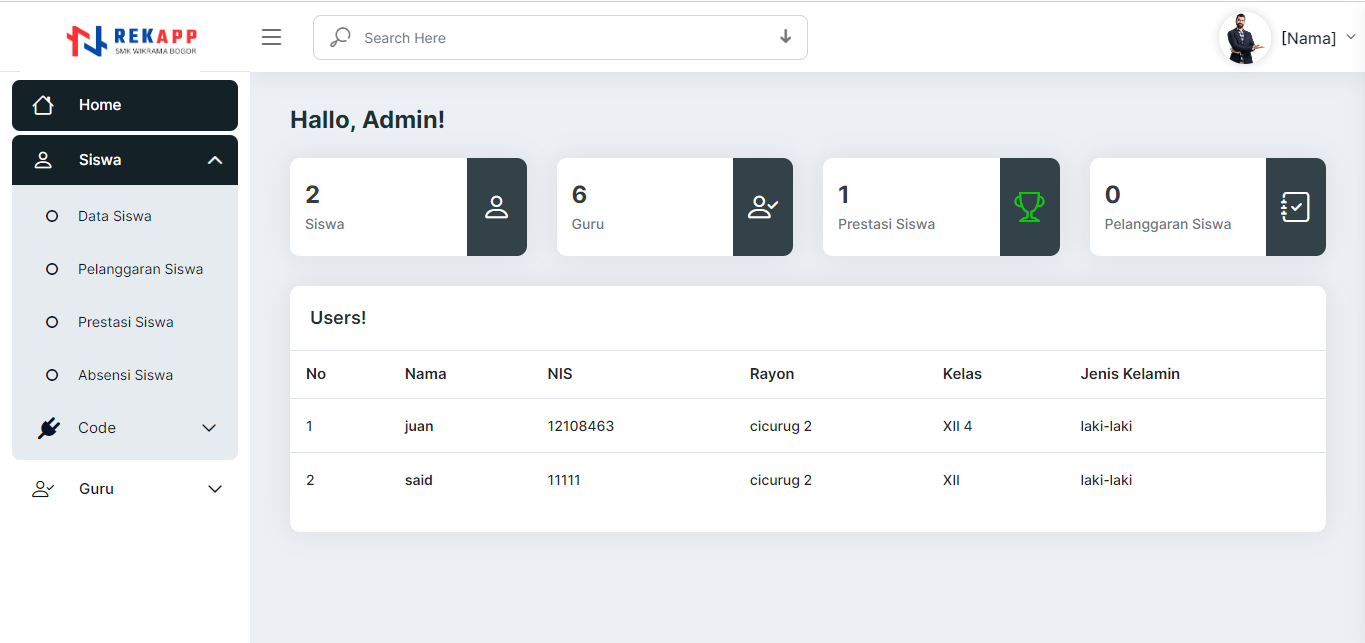 REKAPP
SMK WIKRAMA BOGOR
Search Here
[Nama]
Home
Siswa
Data Siswa
Pelanggaran Siswa
Prestasi Siswa
Absensi Siswa
Code
Guru
Hallo, Admin!
2
Siswa
6
Guru
1
Prestasi Siswa
0
Pelanggaran Siswa
Users!
No Nama NIS Rayon Kelas Jenis Kelamin
1 juan 12108463 cicurug 2 XII 4 laki-laki
2 said 11111 cicurug 2 XII laki-laki